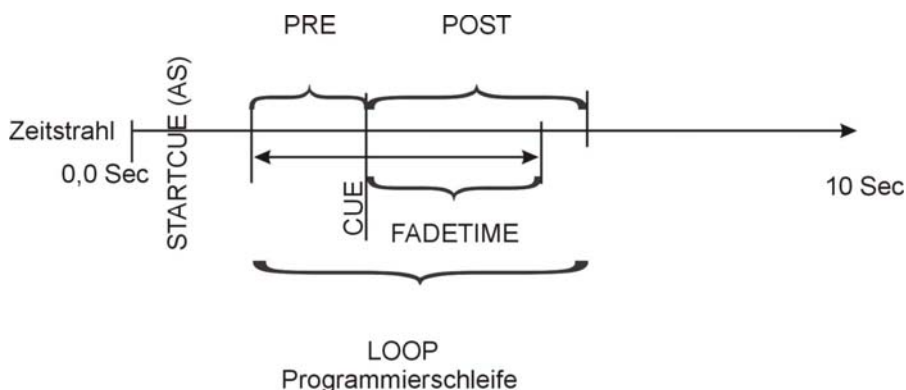 PRE
POST
STARTCUE (AS)
Zeitstrahl
0,0 Sec
10 Sec
CUE
FADETIME
LOOP
Programmierschleife